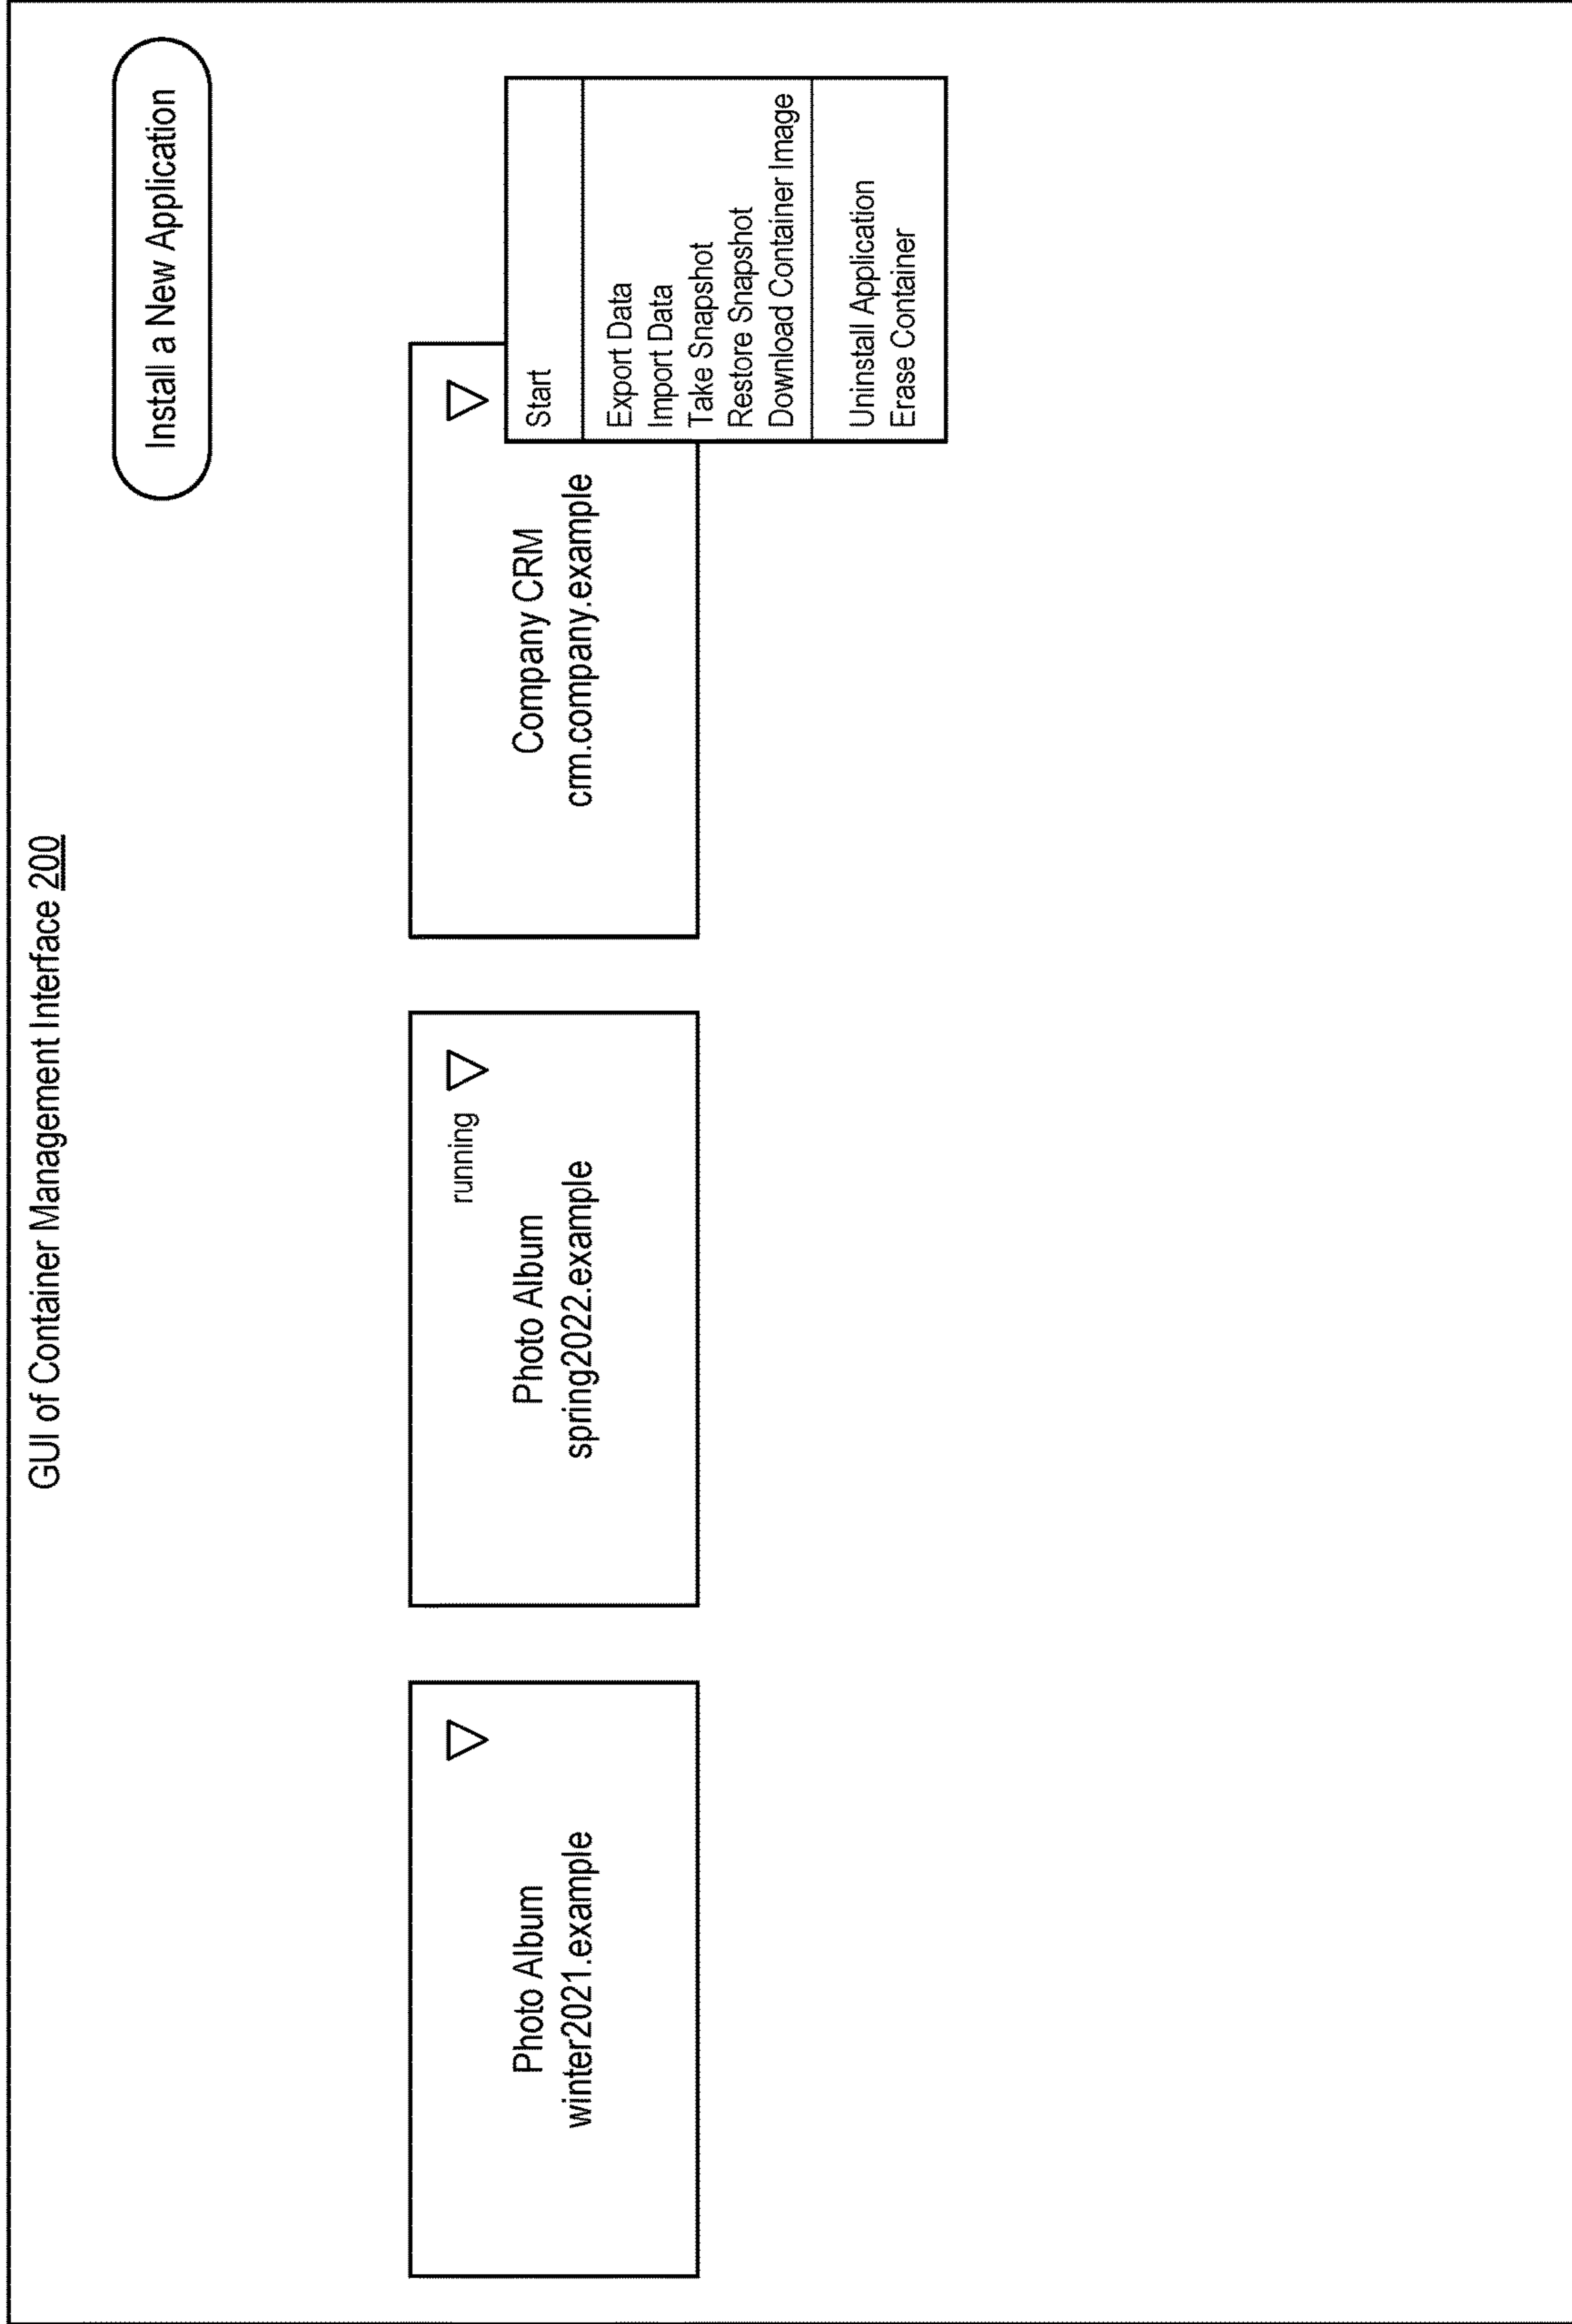 GUI of Container Management Interface 200
Install a New Application
Photo Album
winter2021.example
running
Photo Album
spring2022.example
Company CRM
crm.company.example
Start
Export Data
Import Data
Take Snapshot
Restore Snapshot
Download Container Image
Uninstall Application
Erase Container